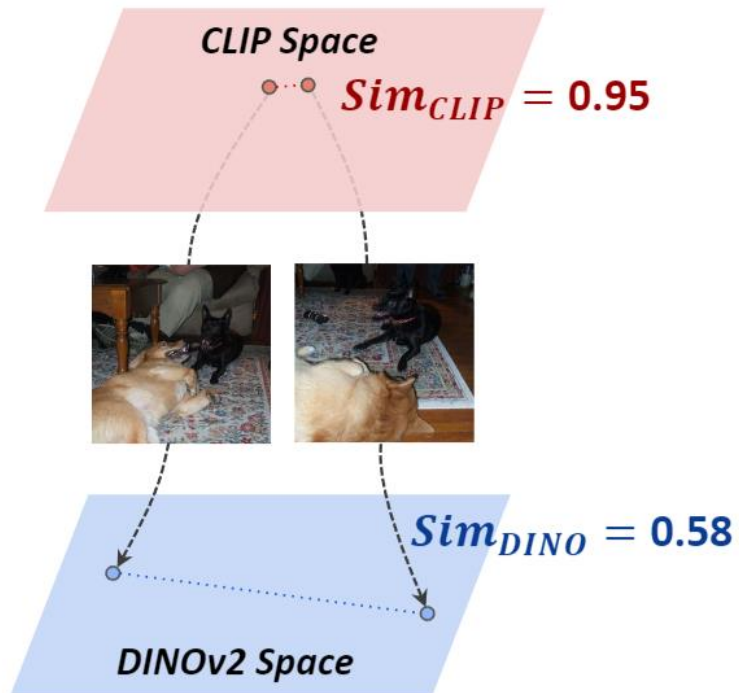 CLIP Space
Sim_CLIP = 0.95
Sim_DINO = 0.58
DINOv2 Space